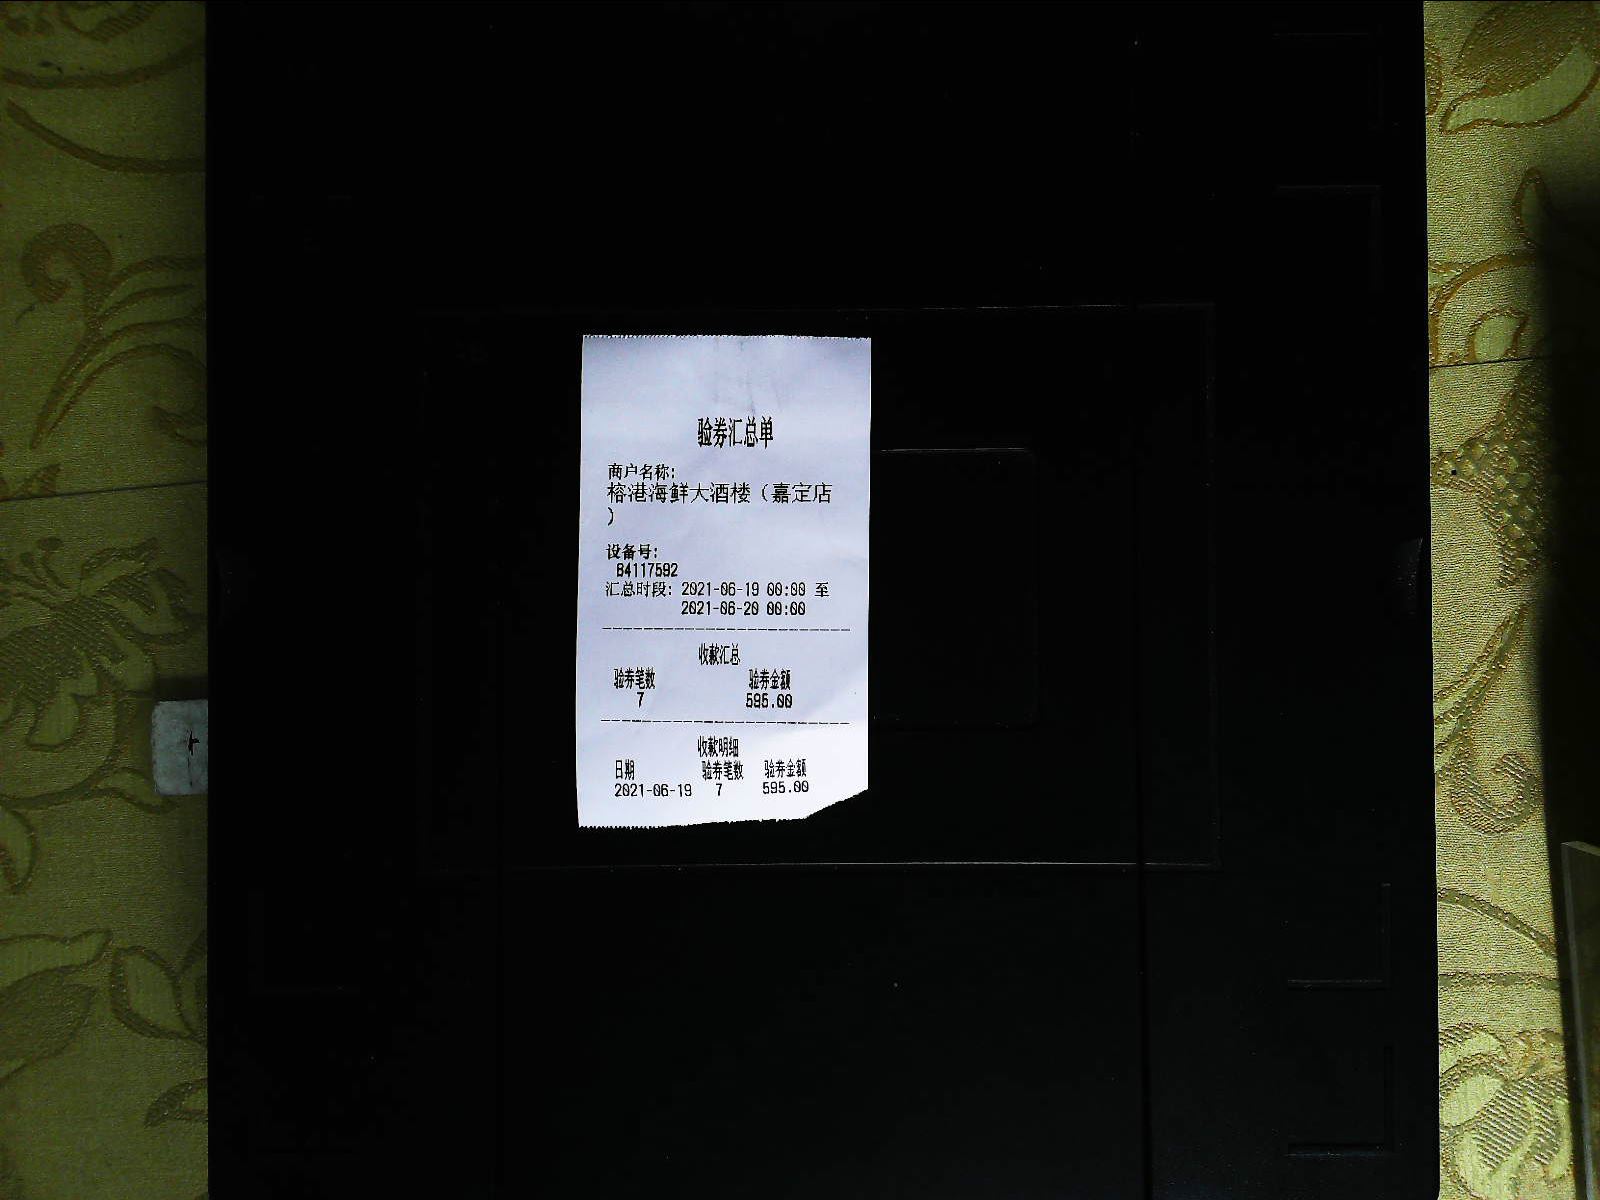 验券汇总单
商户名称:
榕港海鲜大酒楼（嘉定店
）
设备号:
84117592
汇总时段: 2021-06-19 00:00 至
2021-06-20 00:00
收款汇总
验券笔数 验券金额
7 595.00
收款明细
日期 验券笔数 验券金额
2021-06-19 7 595.00